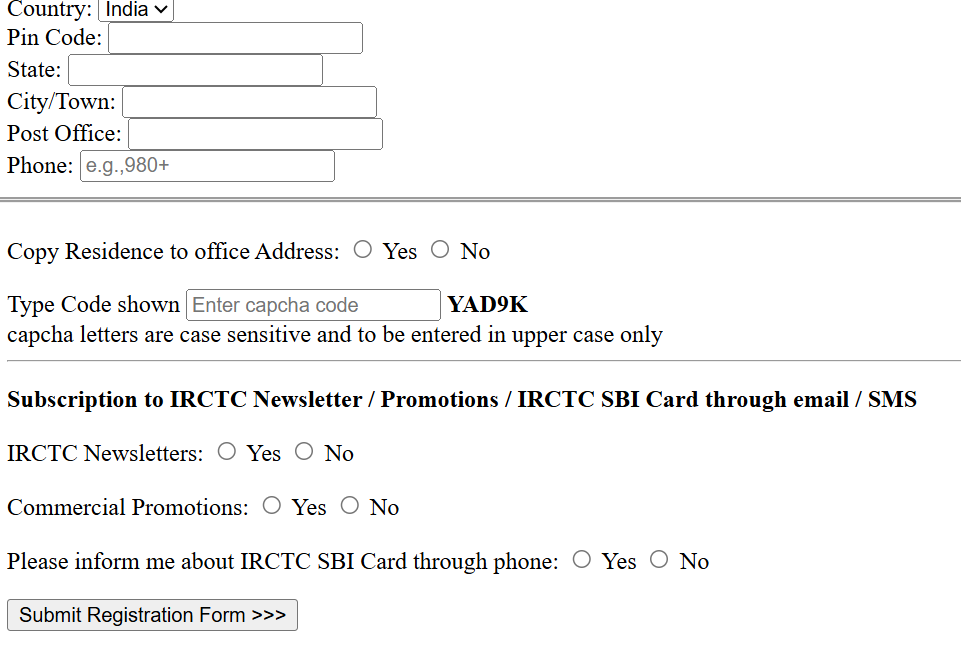 Country: India
Pin Code:
State:
City/Town:
Post Office:
Phone: e.g.,980+
Copy Residence to office Address: Yes No
Type Code shown Enter capcha code YAD9K
capcha letters are case sensitive and to be entered in upper case only
Subscription to IRCTC Newsletter / Promotions / IRCTC SBI Card through email / SMS
IRCTC Newsletters: Yes No
Commercial Promotions: Yes No
Please inform me about IRCTC SBI Card through phone: Yes No
Submit Registration Form >>>